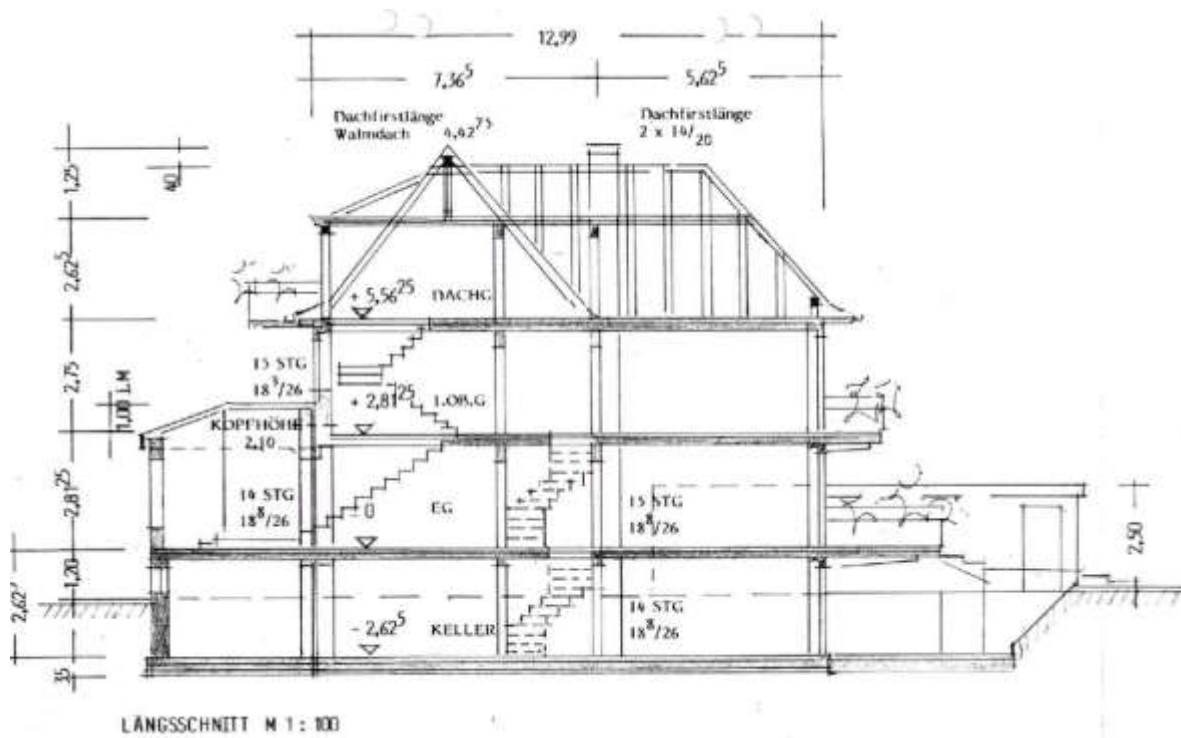 12,99
7,36⁵
5,62⁵
Dachfirstlänge
Walmdach 4,42⁷⁵
Dachfirstlänge
2 x 14/20
1,25
40
2,62⁵
+ 5,56²⁵ DACHG
2,75
15 STG
18³/26
1,00 LM
+ 2,81²⁵ 1.OB.G
KOPFHÖHE
2,10
2,81²⁵
14 STG
18⁸/26
0
EG
15 STG
18⁸/26
2,50
1,20
2,62⁵
14 STG
18⁸/26
- 2,62⁵ KELLER
35
LÄNGSSCHNITT M 1 : 100